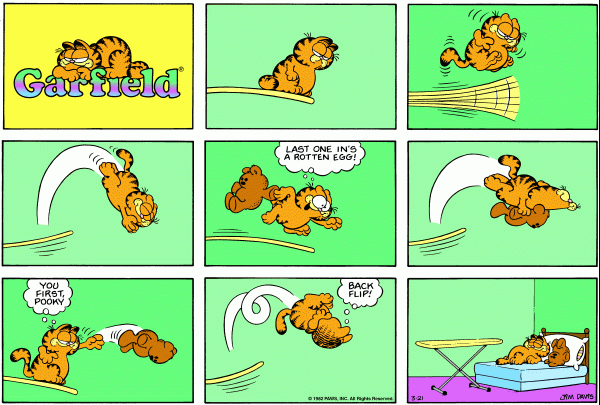 Garfield®
LAST ONE IN'S
A ROTTEN EGG!
YOU
FIRST,
POOKY
BACK
FLIP!
© 1982 PAWS, INC. All Rights Reserved.
3-21
JIM DAVIS